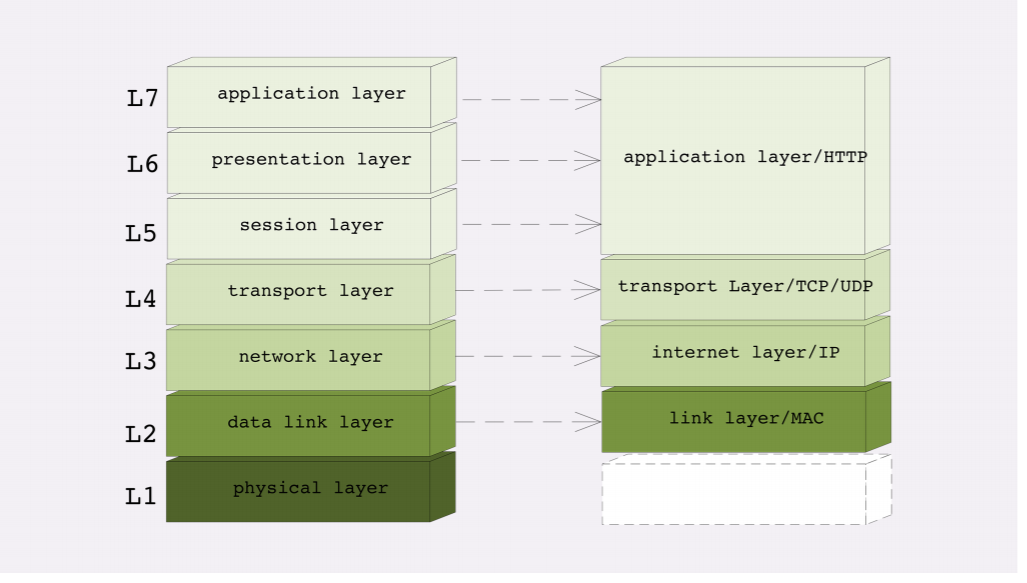 L7
application layer
L6
presentation layer
application layer/HTTP
L5
session layer
L4
transport layer
transport Layer/TCP/UDP
L3
network layer
internet layer/IP
L2
data link layer
link layer/MAC
L1
physical layer